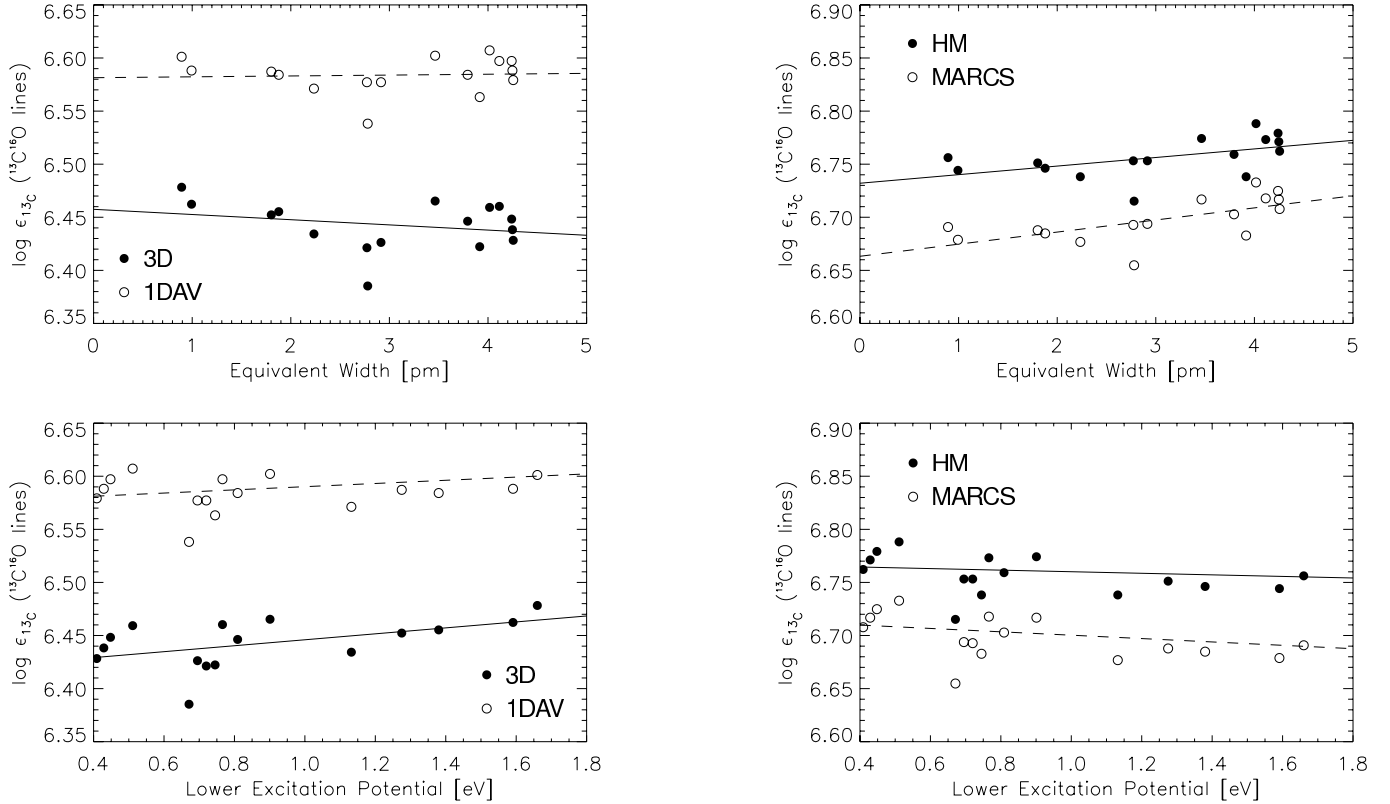 6.65
6.60
6.55
6.50
6.45
6.40
6.35
log ϵ₁₃C (¹³C¹⁶O lines)
3D
1DAV
0 1 2 3 4 5
Equivalent Width [pm]
6.90
6.85
6.80
6.75
6.70
6.65
6.60
log ϵ₁₃C (¹³C¹⁶O lines)
HM
MARCS
0 1 2 3 4 5
Equivalent Width [pm]
6.65
6.60
6.55
6.50
6.45
6.40
6.35
log ϵ₁₃C (¹³C¹⁶O lines)
3D
1DAV
0.4 0.6 0.8 1.0 1.2 1.4 1.6 1.8
Lower Excitation Potential [eV]
6.90
6.85
6.80
6.75
6.70
6.65
6.60
log ϵ₁₃C (¹³C¹⁶O lines)
HM
MARCS
0.4 0.6 0.8 1.0 1.2 1.4 1.6 1.8
Lower Excitation Potential [eV]